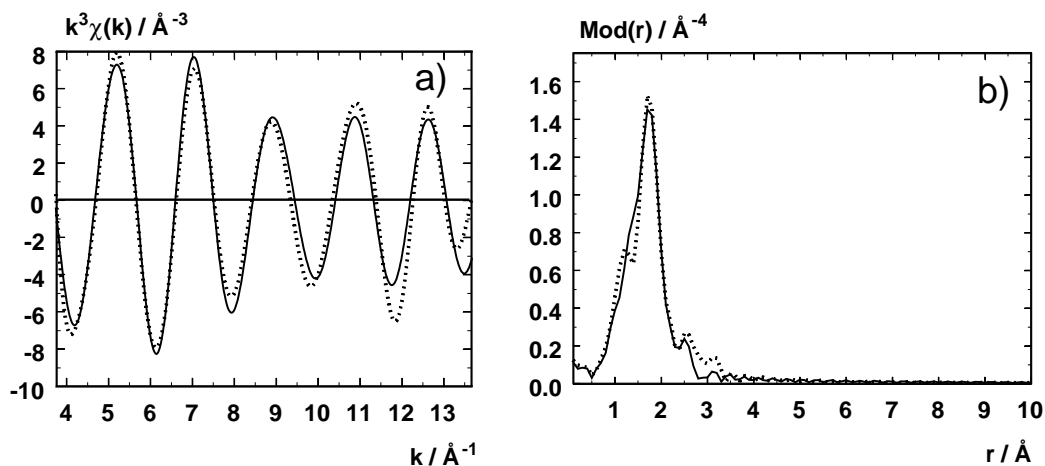 k³χ(k) / Å⁻³
a)
8
6
4
2
0
-2
-4
-6
-8
-10
4 5 6 7 8 9 10 11 12 13
k / Å⁻¹
Mod(r) / Å⁻⁴
b)
1.6
1.4
1.2
1.0
0.8
0.6
0.4
0.2
0.0
1 2 3 4 5 6 7 8 9 10
r / Å